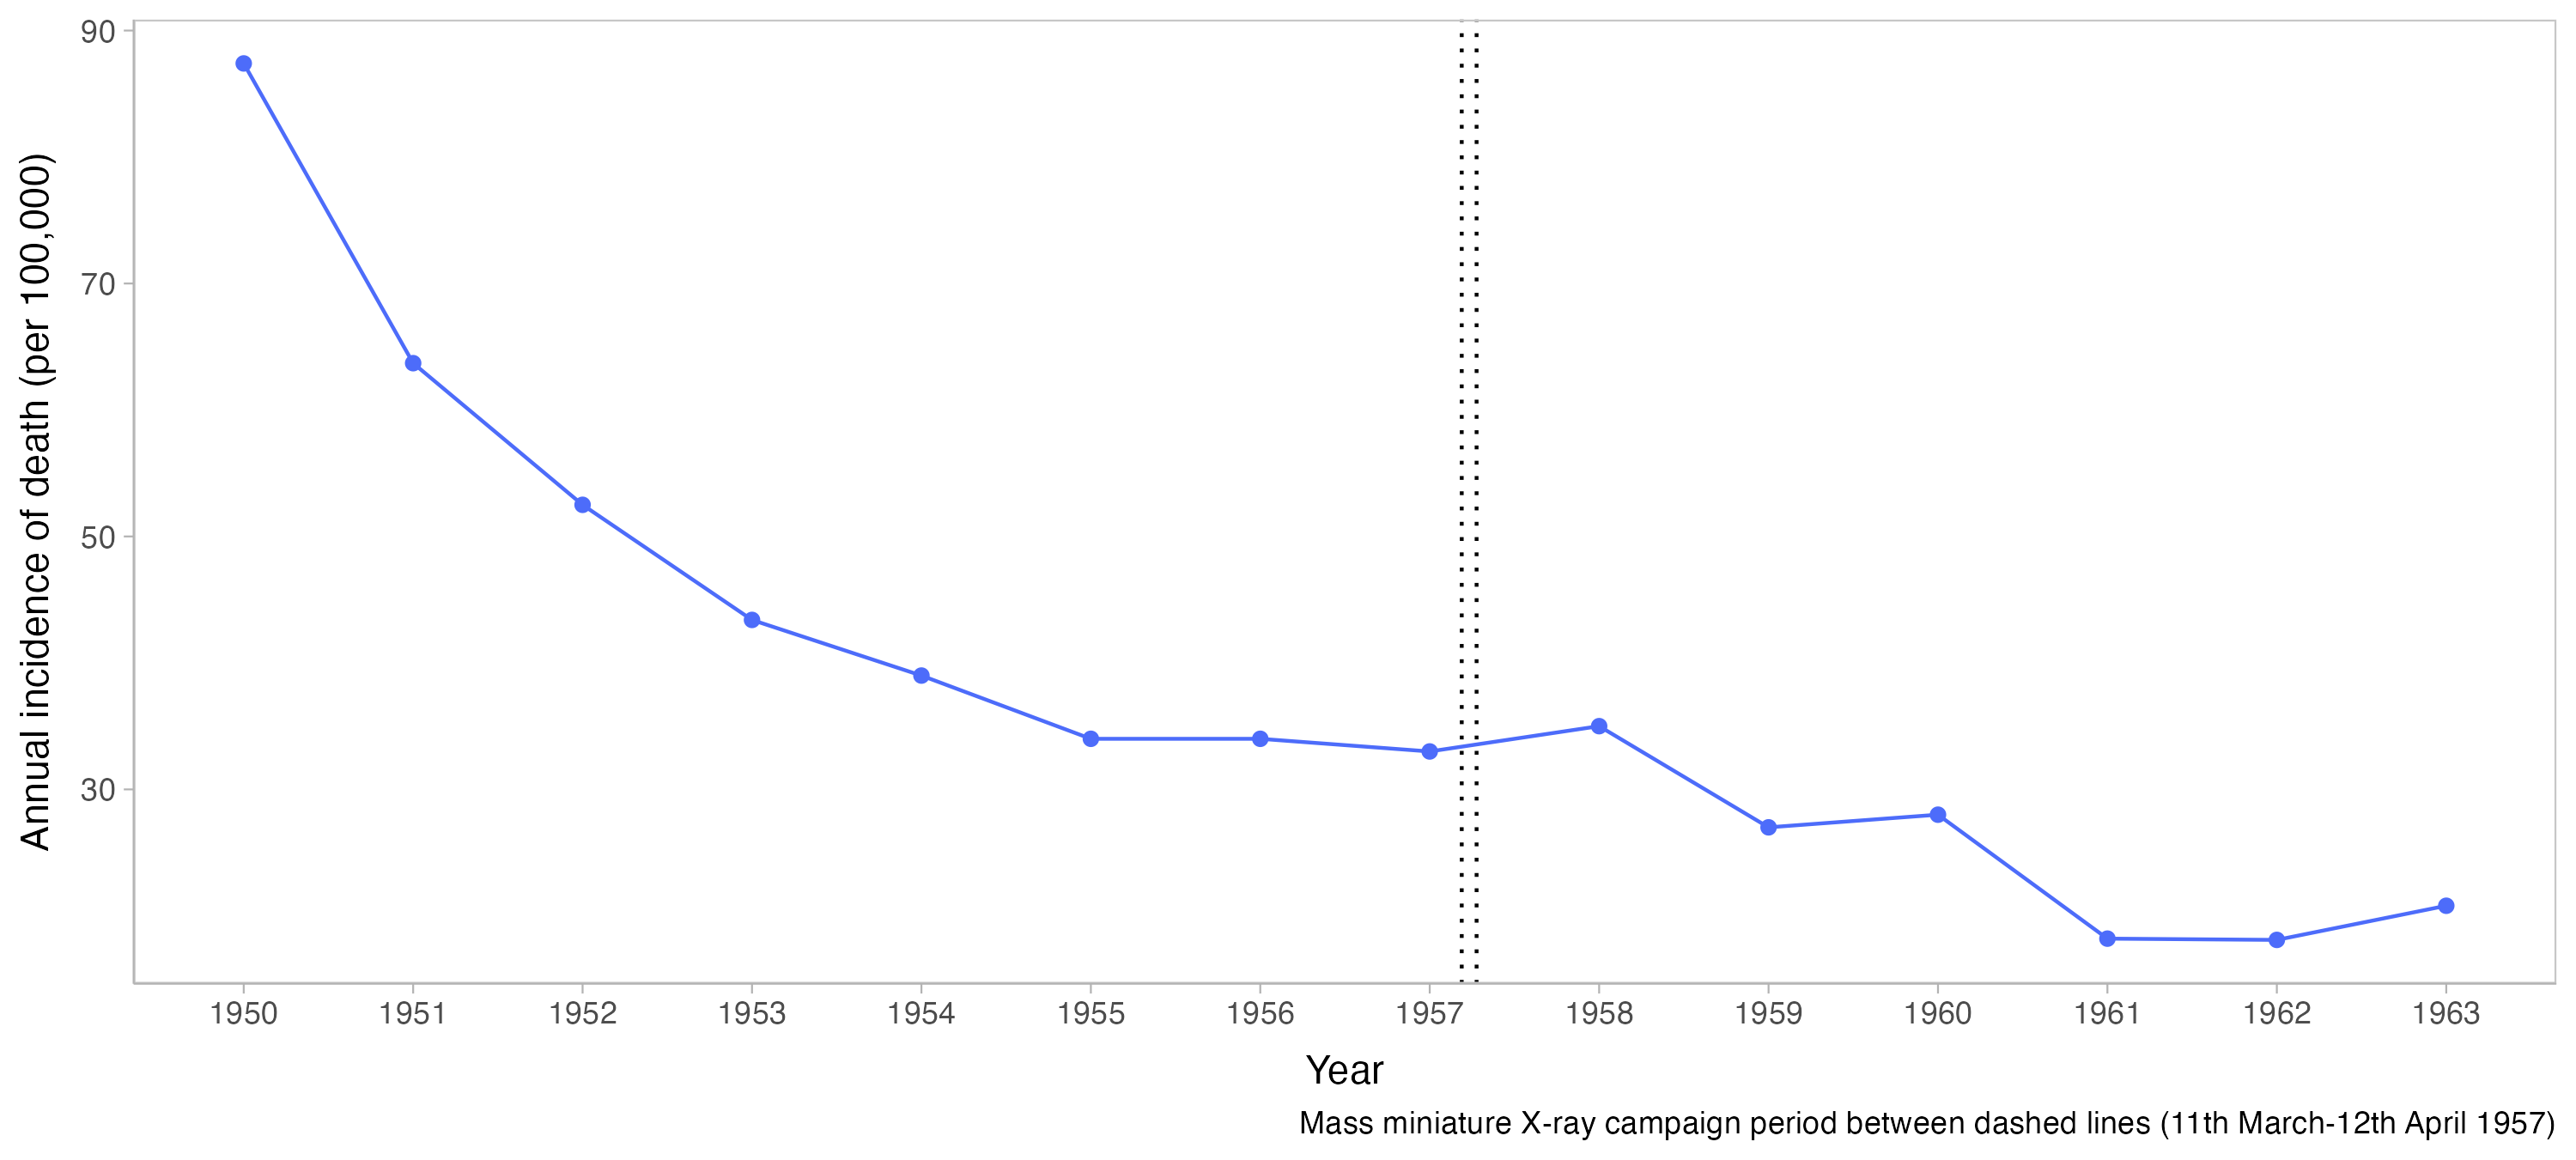 Annual incidence of death (per 100,000)
90
70
50
30
1950 1951 1952 1953 1954 1955 1956 1957 1958 1959 1960 1961 1962 1963
Year
Mass miniature X-ray campaign period between dashed lines (11th March-12th April 1957)